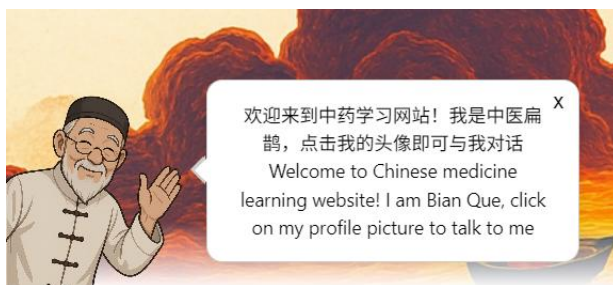 欢迎来到中药学习网站！我是中医扁
鹊，点击我的头像即可与我对话
Welcome to Chinese medicine
learning website! I am Bian Que, click
on my profile picture to talk to me
X